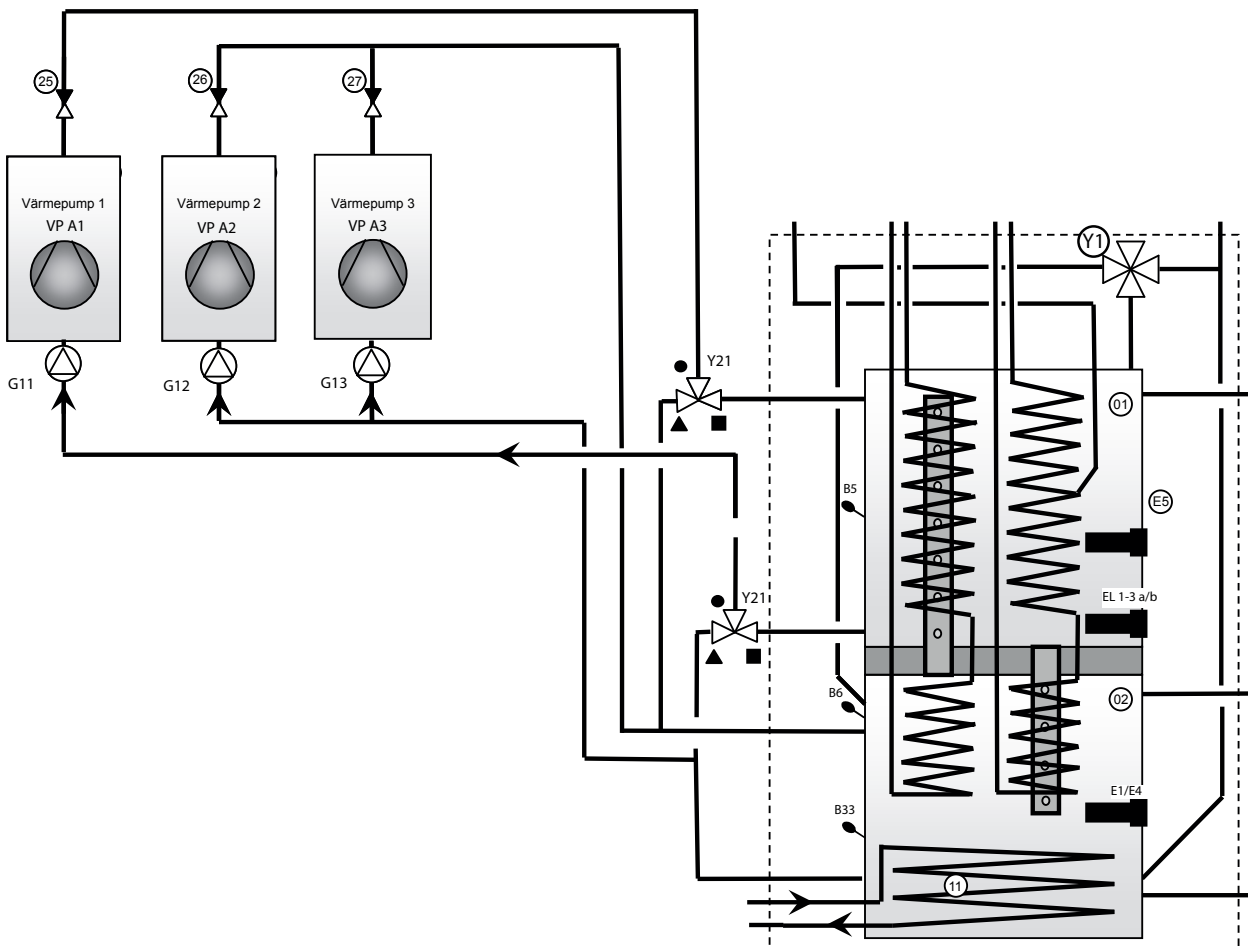 25
26
27
Värmepump 1
VP A1
Värmepump 2
VP A2
Värmepump 3
VP A3
G11
G12
G13
Y1
Y21
01
B5
E5
EL 1-3 a/b
Y21
B6
02
E1/E4
B33
11